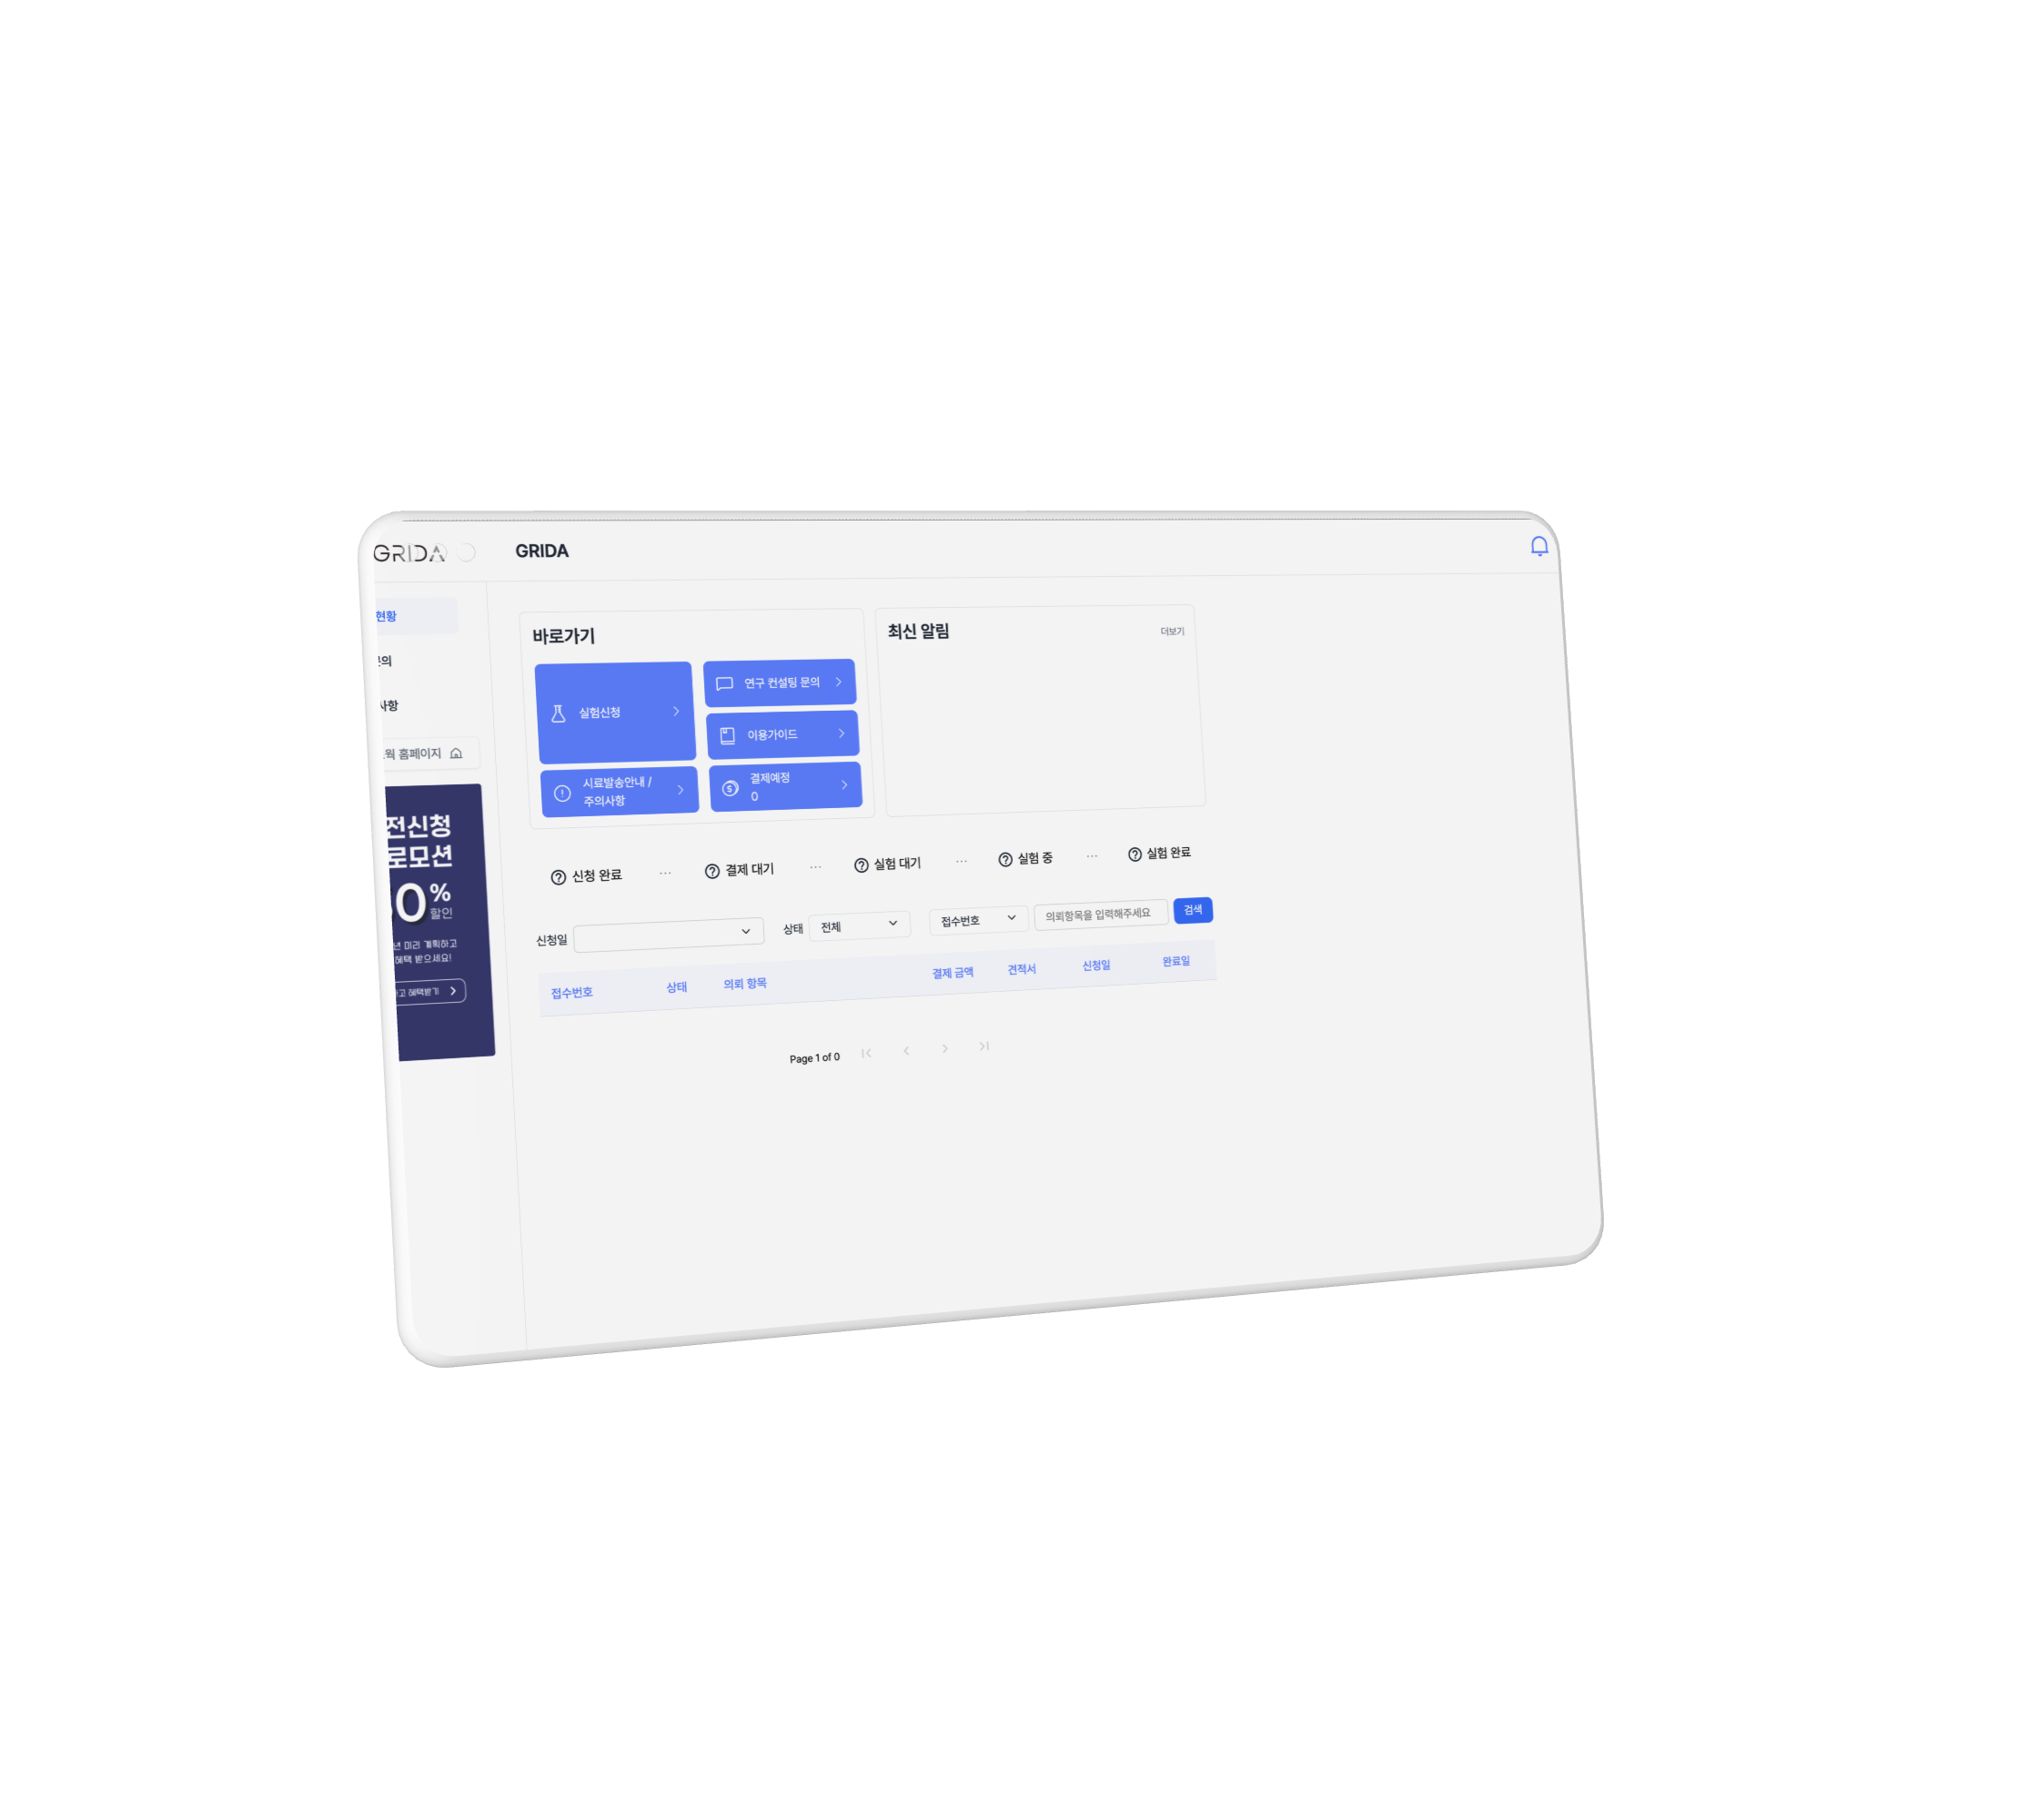 GRIDA
GRIDA
현황
사항
홈페이지
전신청
로모션
0%
할인
미리 계획하고
혜택 받으세요!
혜택받기
바로가기
실험신청
연구 컨설팅 문의
이용가이드
시료발송안내 /
주의사항
결제예정
0
최신 알림
더보기
신청 완료 ... 결제 대기 ... 실험 대기 ... 실험 중 ... 실험 완료
신청일 상태 전체 접수번호 의뢰항목을 입력해주세요 검색
접수번호 상태 의뢰 항목 결제 금액 견적서 신청일 완료일
Page 1 of 0